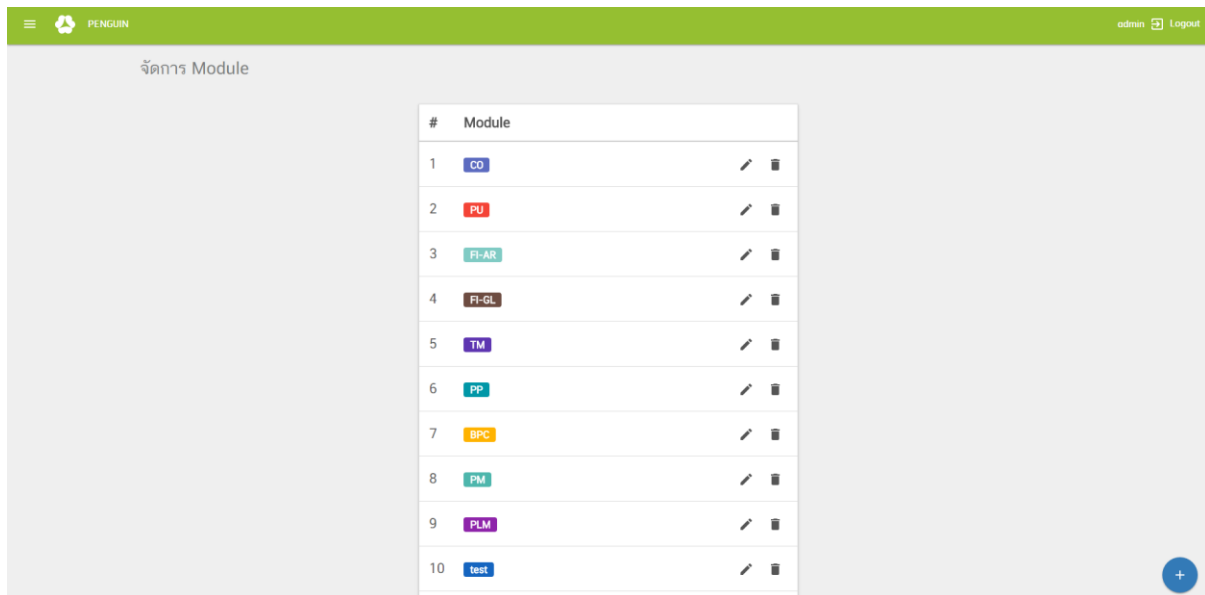 PENGUIN
admin Logout
จัดการ Module
# Module
1 CO
2 PU
3 FI-AR
4 FI-GL
5 TM
6 PP
7 BPC
8 PM
9 PLM
10 test